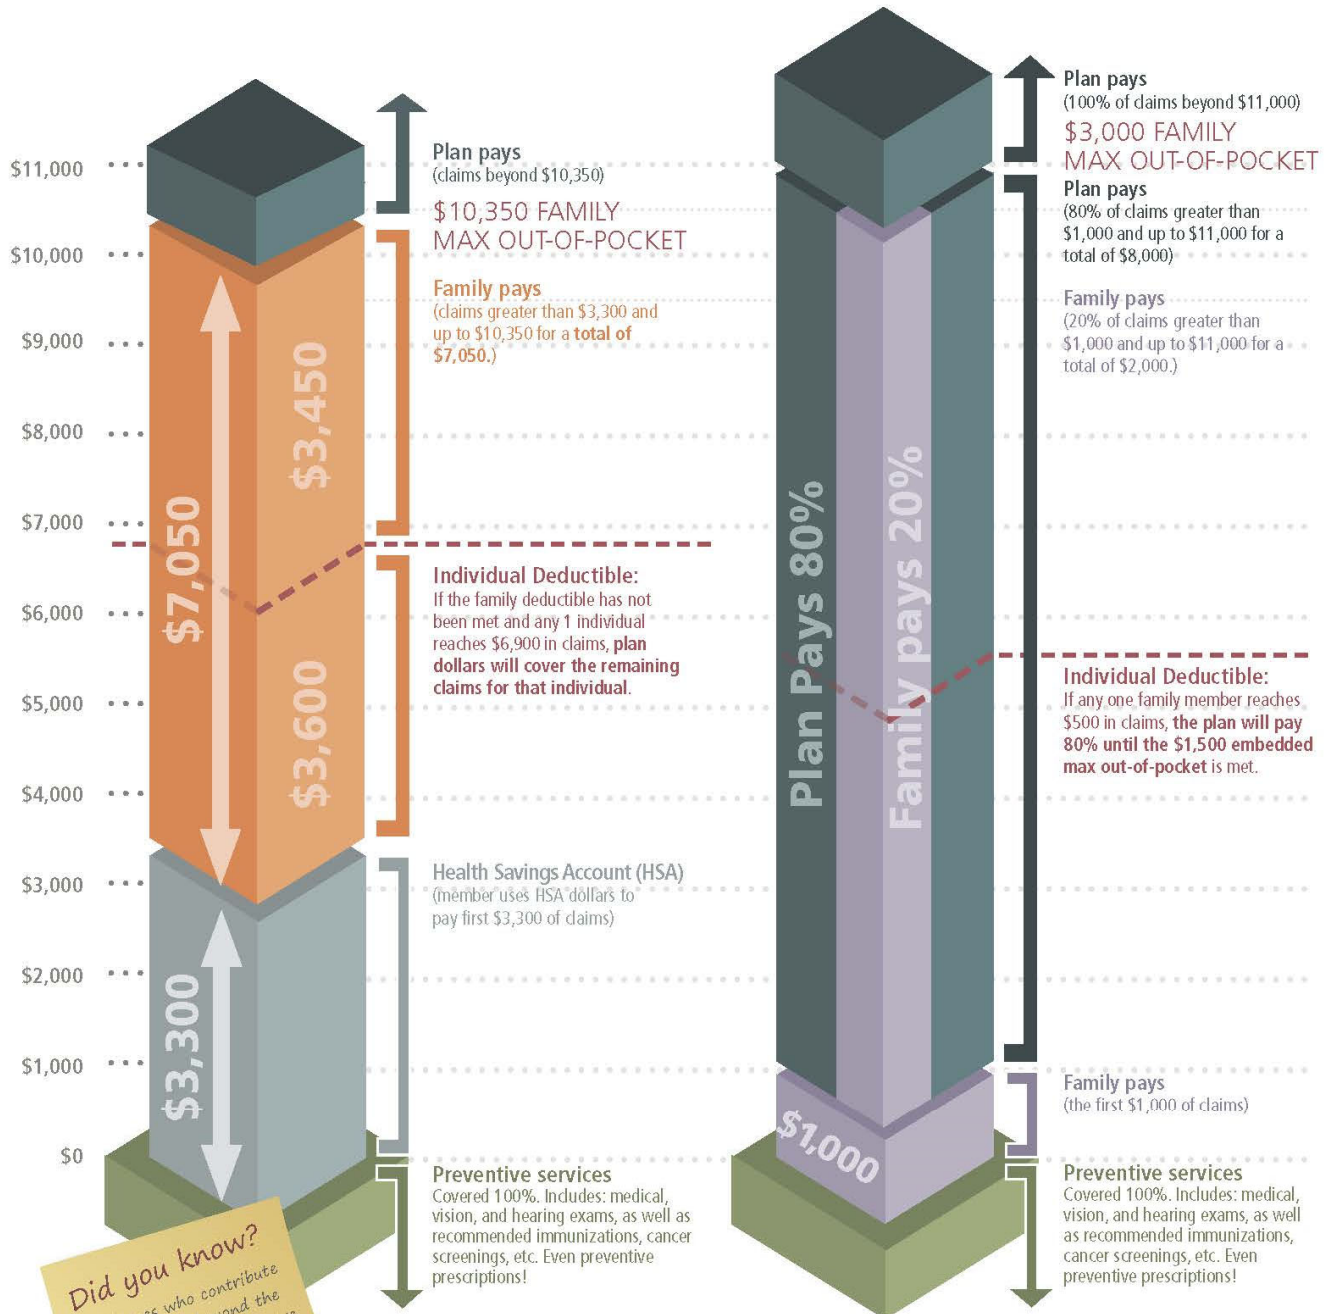 $11,000
$10,000
$9,000
$8,000
$7,000
$6,000
$5,000
$4,000
$3,000
$2,000
$1,000
$0
$7,050
$3,450
$3,600
$3,300
Plan pays
(claims beyond $10,350)
$10,350 FAMILY
MAX OUT-OF-POCKET
Family pays
(claims greater than $3,300 and
up to $10,350 for a total of
$7,050.)
Individual Deductible:
If the family deductible has not
been met and any 1 individual
reaches $6,900 in claims, plan
dollars will cover the remaining
claims for that individual.
Health Savings Account (HSA)
(member uses HSA dollars to
pay first $3,300 of claims)
Preventive services
Covered 100%. Includes: medical,
vision, and hearing exams, as well as
recommended immunizations, cancer
screenings, etc. Even preventive
prescriptions!
Did you know?
who contribute
the
Plan Pays 80%
Family pays 20%
$1,000
Plan pays
(100% of claims beyond $11,000)
$3,000 FAMILY
MAX OUT-OF-POCKET
Plan pays
(80% of claims greater than
$1,000 and up to $11,000 for a
total of $8,000)
Family pays
(20% of claims greater than
$1,000 and up to $11,000 for a
total of $2,000.)
Individual Deductible:
If any one family member reaches
$500 in claims, the plan will pay
80% until the $1,500 embedded
max out-of-pocket is met.
Family pays
(the first $1,000 of claims)
Preventive services
Covered 100%. Includes: medical,
vision, and hearing exams, as well
as recommended immunizations,
cancer screenings, etc. Even
preventive prescriptions!